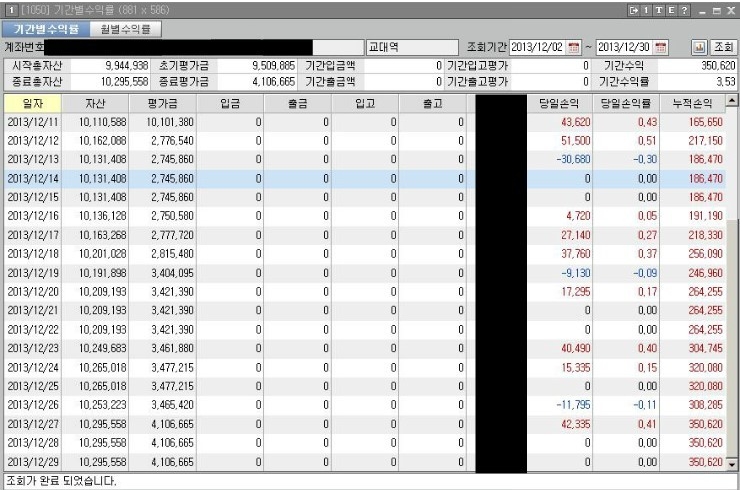 1 [1050] 기간별수익률 (881 x 586) 1 T E ?
기간별수익률 월별수익률
계좌번호 교대역 조회기간 2013/12/02 ~ 2013/12/30 조회
시작총자산 9,944,938 초기평가금 9,509,885 기간입금액 0 기간입고평가 0 기간수익 350,620
종료총자산 10,295,558 종료평가금 4,106,665 기간출금액 0 기간출고평가 0 기간수익률 3,53
일자 자산 평가금 입금 출금 입고 출고 당일손익 당일손익률 누적손익
2013/12/11 10,110,588 10,101,380 0 0 0 0 43,620 0,43 165,650
2013/12/12 10,162,088 2,776,540 0 0 0 0 51,500 0,51 217,150
2013/12/13 10,131,408 2,745,860 0 0 0 0 -30,680 -0,30 186,470
2013/12/14 10,131,408 2,745,860 0 0 0 0 0 0,00 186,470
2013/12/15 10,131,408 2,745,860 0 0 0 0 0 0,00 186,470
2013/12/16 10,136,128 2,750,580 0 0 0 0 4,720 0,05 191,190
2013/12/17 10,163,268 2,777,720 0 0 0 0 27,140 0,27 218,330
2013/12/18 10,201,028 2,815,480 0 0 0 0 37,760 0,37 256,090
2013/12/19 10,191,898 3,404,095 0 0 0 0 -9,130 -0,09 246,960
2013/12/20 10,209,193 3,421,390 0 0 0 0 17,295 0,17 264,255
2013/12/21 10,209,193 3,421,390 0 0 0 0 0 0,00 264,255
2013/12/22 10,209,193 3,421,390 0 0 0 0 0 0,00 264,255
2013/12/23 10,249,683 3,461,880 0 0 0 0 40,490 0,40 304,745
2013/12/24 10,265,018 3,477,215 0 0 0 0 15,335 0,15 320,080
2013/12/25 10,265,018 3,477,215 0 0 0 0 0 0,00 320,080
2013/12/26 10,253,223 3,465,420 0 0 0 0 -11,795 -0,11 308,285
2013/12/27 10,295,558 4,106,665 0 0 0 0 42,335 0,41 350,620
2013/12/28 10,295,558 4,106,665 0 0 0 0 0 0,00 350,620
2013/12/29 10,295,558 4,106,665 0 0 0 0 0 0,00 350,620
조회가 완료 되었습니다.